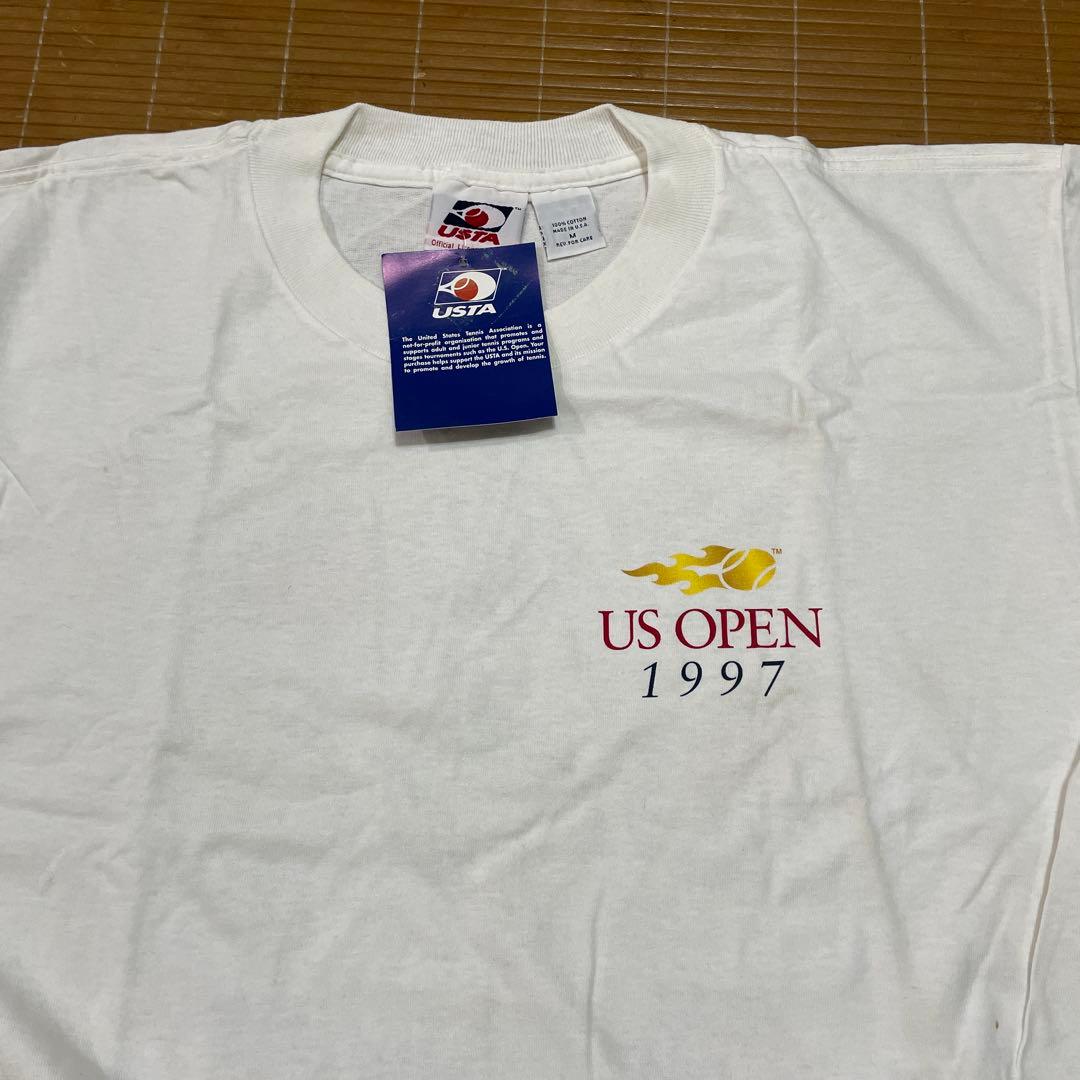 USTA
Official
100% COTTON
MADE IN U.S.A.
M
REV. FOR CARE
USTA
The United States Tennis Association is a
not-for-profit organisation that promotes and
supports adult and junior tennis programs and
stages tournaments such as the U.S. Open. Your
purchase helps support the USTA and its mission
to promote and develop the growth of tennis.
TM
US OPEN
1997